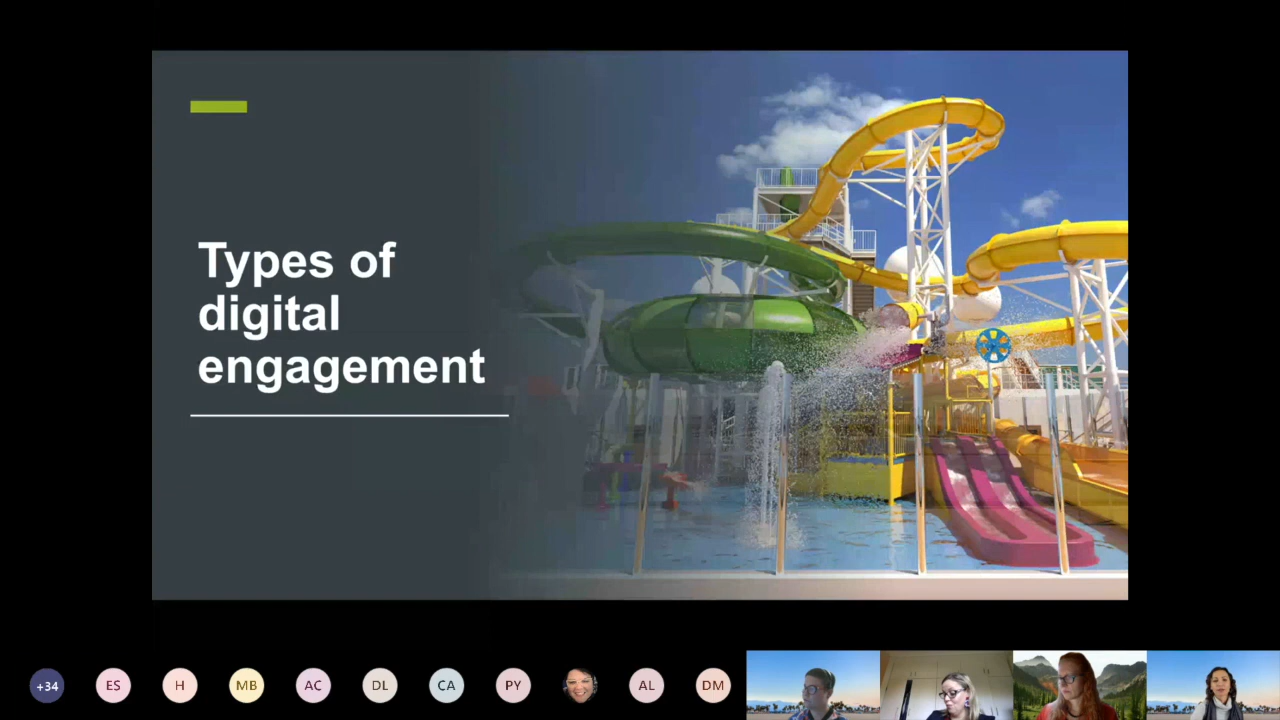 Types of
digital
engagement
+34
ES
H
MB
AC
DL
CA
PY
AL
DM